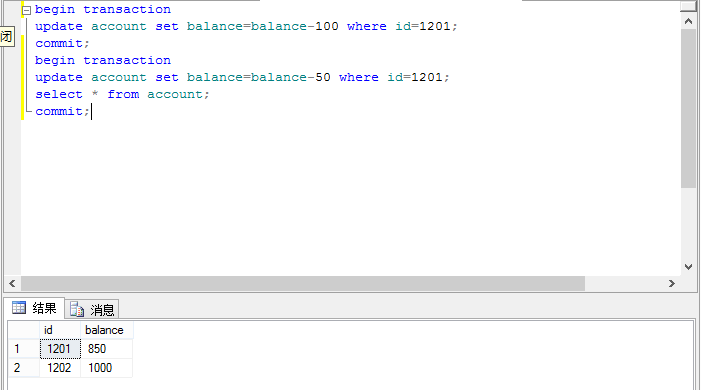 begin transaction
update account set balance=balance-100 where id=1201;
闭
commit;
begin transaction
update account set balance=balance-50 where id=1201;
select * from account;
commit;
结果 消息
id balance
1 1201 850
2 1202 1000